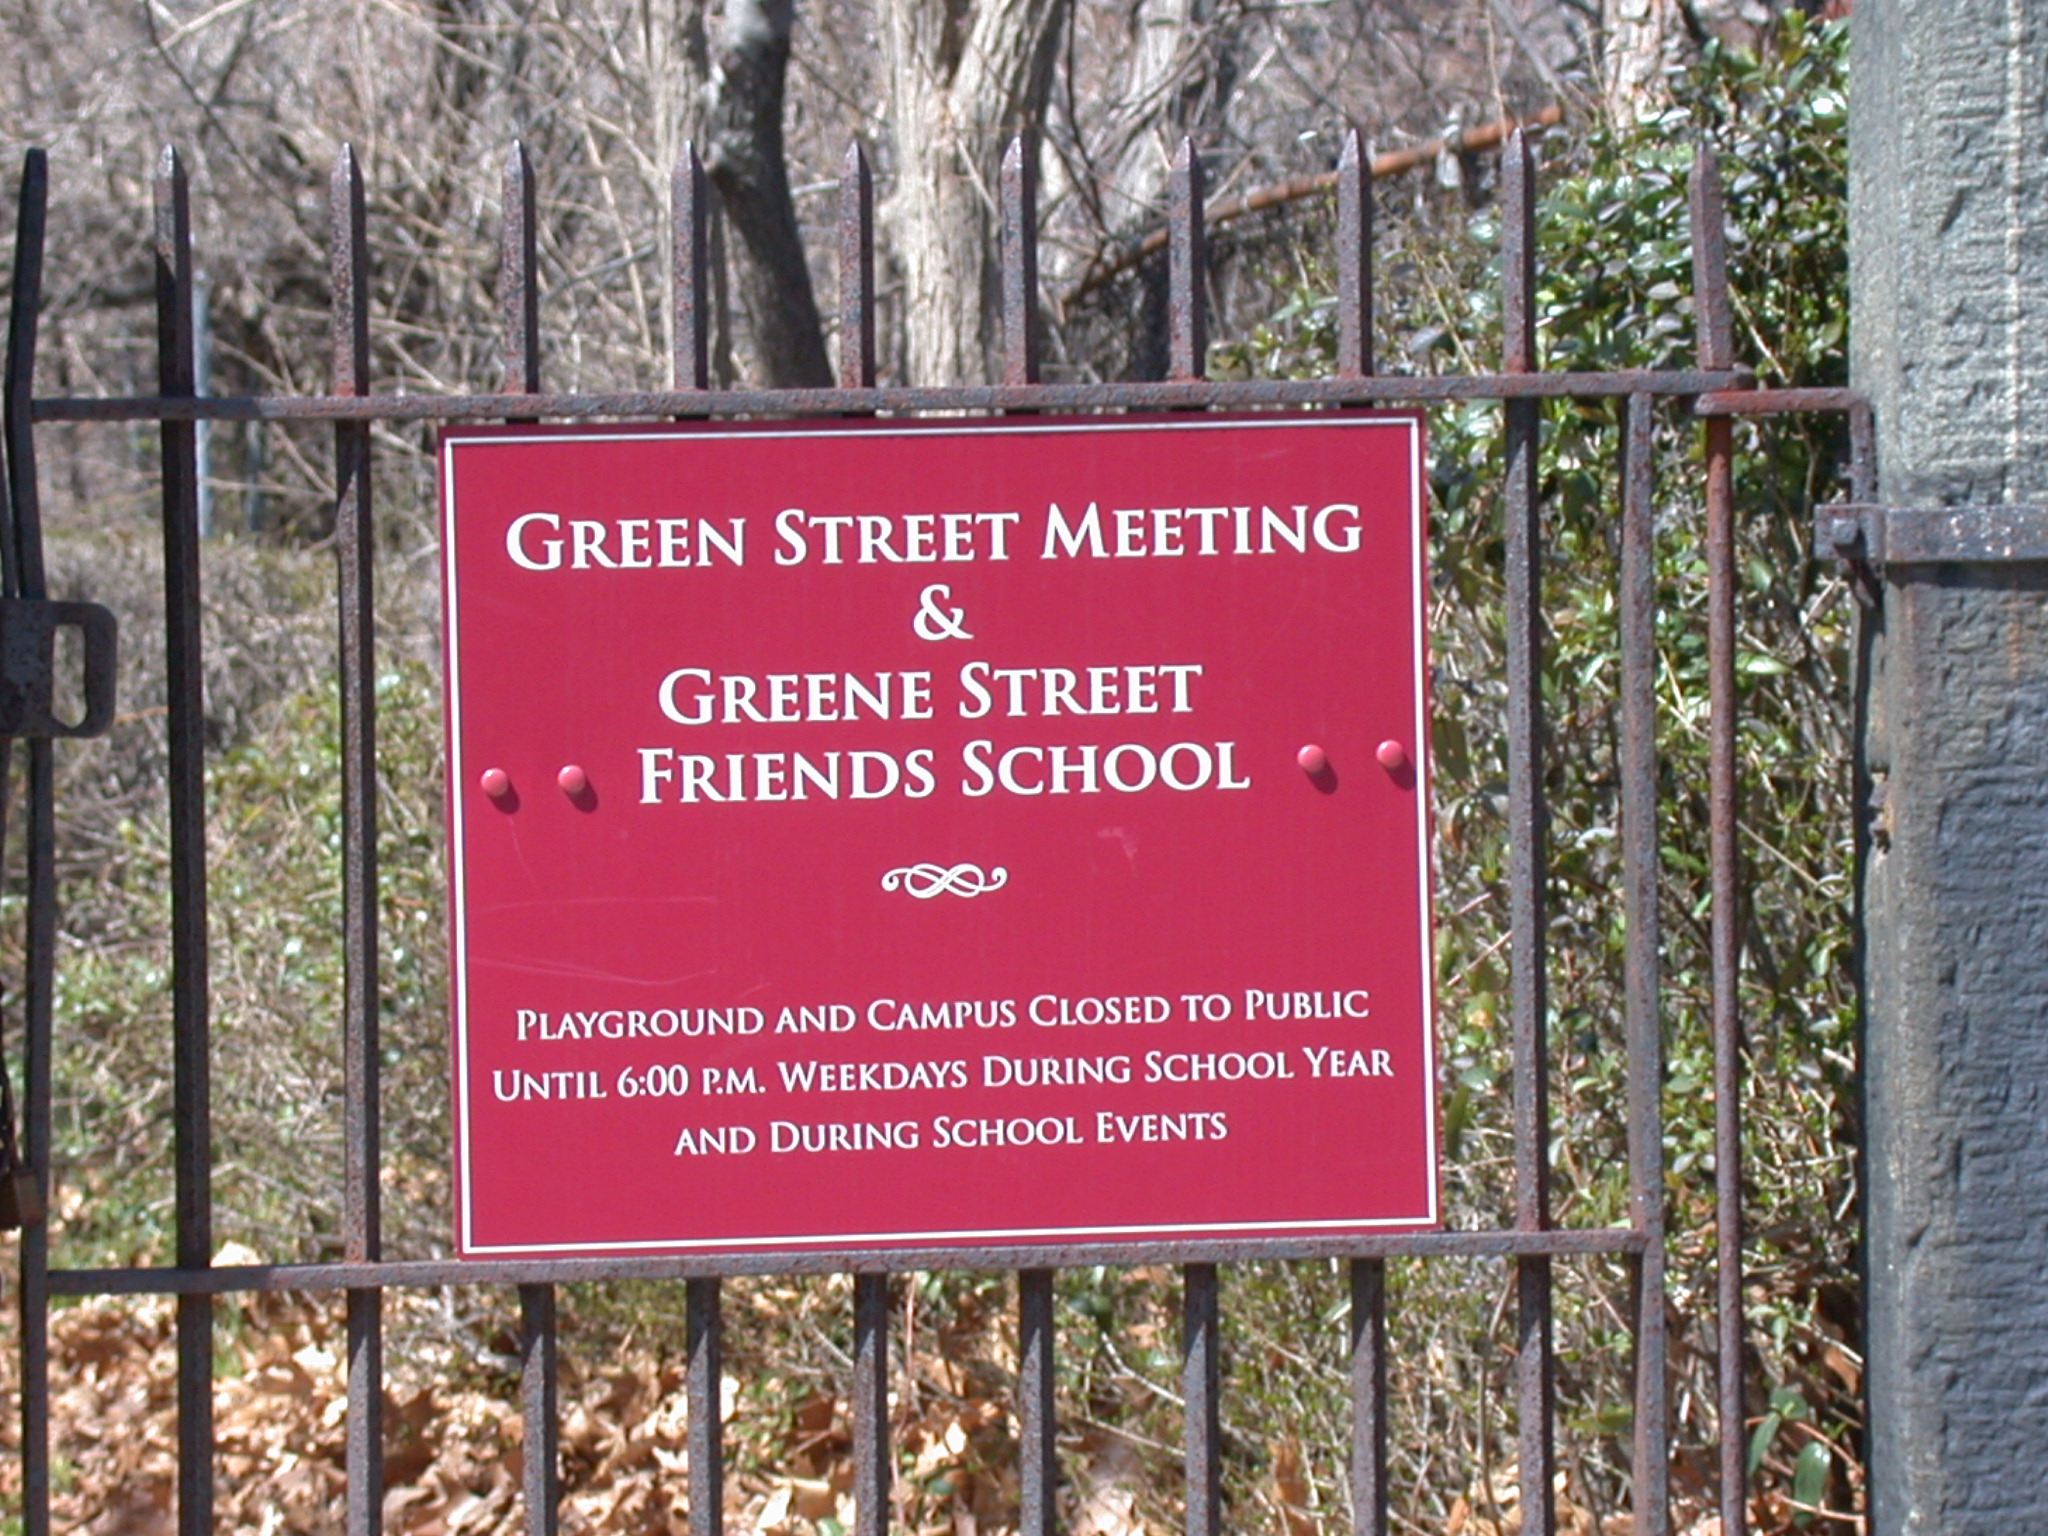 GREEN STREET MEETING
&
GREENE STREET
FRIENDS SCHOOL
PLAYGROUND AND CAMPUS CLOSED TO PUBLIC
UNTIL 6:00 P.M. WEEKDAYS DURING SCHOOL YEAR
AND DURING SCHOOL EVENTS